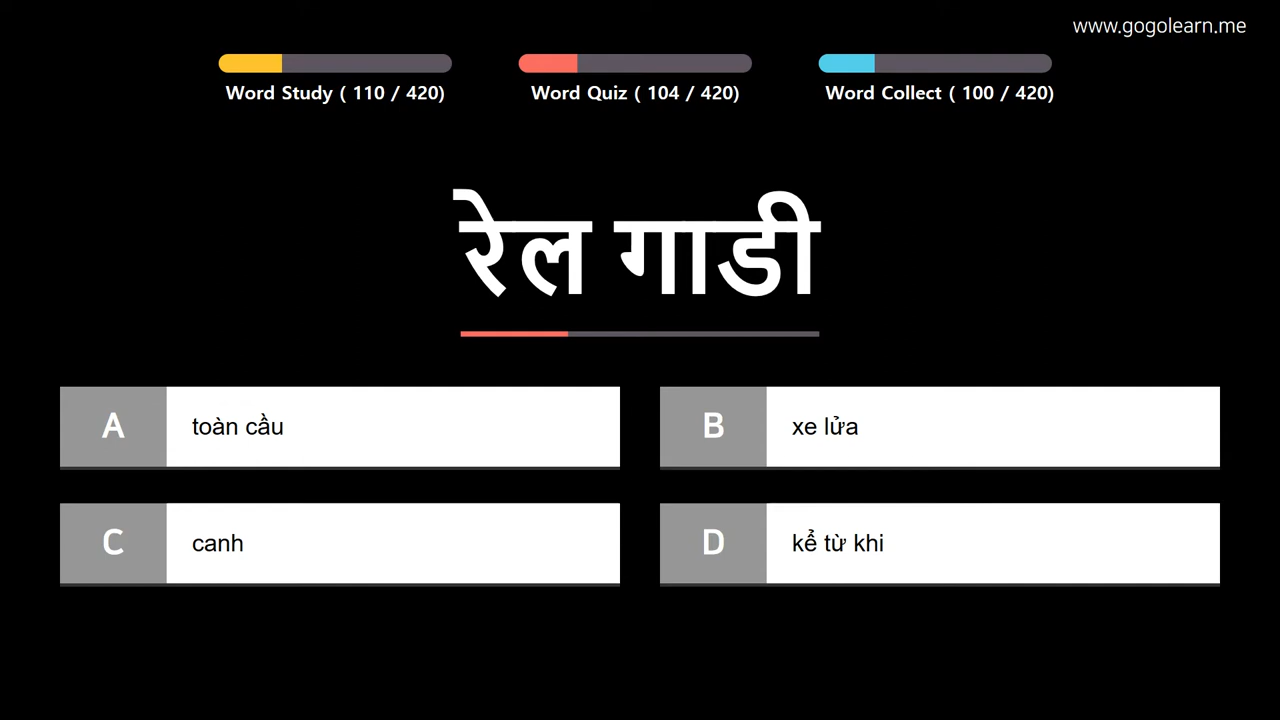 www.gogolearn.me
Word Study ( 110 / 420)
Word Quiz ( 104 / 420)
Word Collect ( 100 / 420)
रेल गाडी
A toàn cầu
B xe lửa
C canh
D kể từ khi